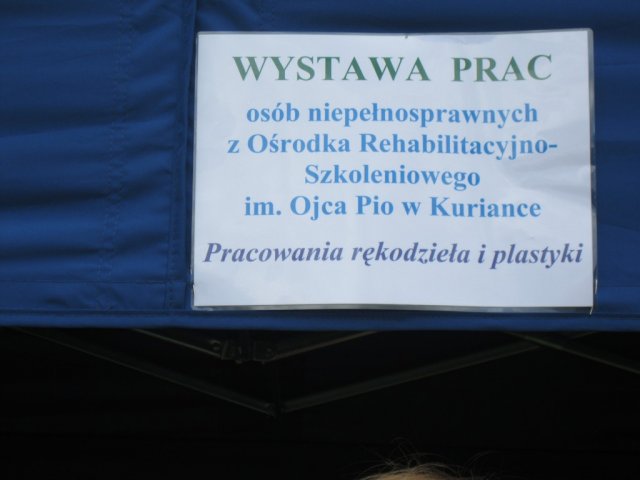 WYSTAWA PRAC
osób niepełnosprawnych
z Ośrodka Rehabilitacyjno-
Szkoleniowego
im. Ojca Pio w Kuriance
Pracowania rękodzieła i plastyki